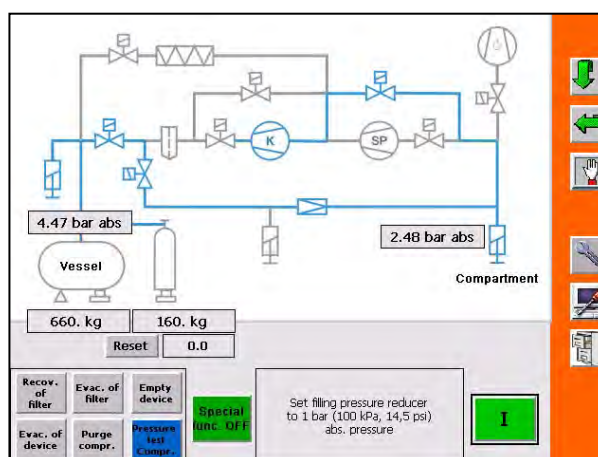 K
SP
4.47 bar abs
2.48 bar abs
Vessel
Compartment
660. kg
160. kg
Reset
0.0
Recov.
of
filter
Evac. of
filter
Empty
device
Special
func. OFF
Evac. of
device
Purge
compr.
Pressure
test
Compr.
Set filling pressure reducer
to 1 bar (100 kPa, 14,5 psi)
abs. pressure
I